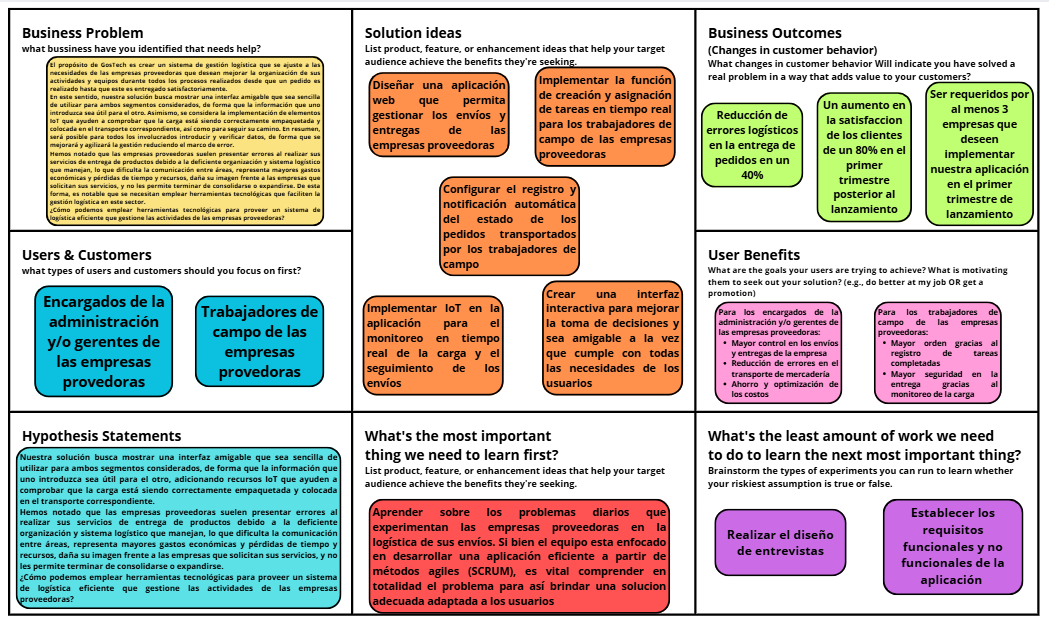 Business Problem
what bussiness have you identified that needs help?
El propósito de GosTech es crear un sistema de gestión logística que se ajuste a las
necesidades de las empresas proveedoras que desean mejorar la organización de sus
actividades y equipos durante todos los procesos realizados desde que un pedido es
realizado hasta que este es entregado satisfactoriamente.
En este sentido, nuestra solución busca mostrar una interfaz amigable que sea sencilla
de utilizar para ambos segmentos considerados, de forma que la información que uno
introduzca sea útil para el otro. Asimismo, se considera la implementación de elementos
IoT que ayuden a comprobar que la carga está siendo correctamente empaquetada y
colocada en el transporte correspondiente, así como para seguir su camino. En resumen,
será posible para todos los involucrados introducir y verificar datos, de forma que se
mejorará y agilizará la gestión reduciendo el marco de error.
Hemos notado que las empresas proveedoras suelen presentar errores al realizar sus
servicios de entrega de productos debido a la deficiente organización y sistema logístico
que manejan, lo que dificulta la comunicación entre áreas, representa mayores gastos
económicos y pérdidas de tiempo y recursos, daña su imagen frente a las empresas que
solicitan sus servicios, y no les permite terminar de consolidarse o expandirse. De esta
forma, es notable que se necesitan emplear herramientas tecnológicas que faciliten la
gestión logística en este sector.
¿Cómo podemos emplear herramientas tecnológicas para proveer un sistema de
logística eficiente que gestione las actividades de las empresas proveedoras?
Solution ideas
List product, feature, or enhancement ideas that help your target
audience achieve the benefits they're seeking.
Diseñar una aplicación
web que permita
gestionar los envíos y
entregas de las
empresas proveedoras
Implementar la función
de creación y asignación
de tareas en tiempo real
para los trabajadores de
campo de las empresas
proveedoras
Configurar el registro y
notificación automática
del estado de los
pedidos transportados
por los trabajadores de
campo
Implementar IoT en la
aplicación para el
monitoreo en tiempo
real de la carga y el
seguimiento de los
envíos
Crear una interfaz
interactiva para mejorar
la toma de decisiones y
sea amigable a la vez
que cumple con todas
las necesidades de los
usuarios
Business Outcomes
(Changes in customer behavior)
What changes in customer behavior Will indicate you have solved a
real problem in a way that adds value to your customers?
Reducción de
errores logísticos
en la entrega de
pedidos en un
40%
Un aumento en
la satisfaccion
de los clientes
de un 80% en el
primer
trimestre
posterior al
lanzamiento
Ser requeridos por
al menos 3
empresas que
deseen
implementar
nuestra aplicación
en el primer
trimestre de
lanzamiento
Users & Customers
what types of users and customers should you focus on first?
Encargados de la
administración
y/o gerentes de
las empresas
provedoras
Trabajadores de
campo de las
empresas
provedoras
User Benefits
What are the goals your users are trying to achieve? What is motivating
them to seek out your solution? (e.g., do better at my job OR get a
promotion)
Para los encargados de la
administración y/o gerentes de
las empresas proveedoras:
• Mayor control en los envíos
y entregas de la empresa
• Reducción de errores en el
transporte de mercadería
• Ahorro y optimización de
los costos
Para los trabajadores de
campo de las empresas
proveedoras:
• Mayor orden gracias al
registro de tareas
completadas
• Mayor seguridad en la
entrega gracias al
monitoreo de la carga
Hypothesis Statements
Nuestra solución busca mostrar una interfaz amigable que sea sencilla de
utilizar para ambos segmentos considerados, de forma que la información que
uno introduzca sea útil para el otro, adicionando recursos IoT que ayuden a
comprobar que la carga está siendo correctamente empaquetada y colocada
en el transporte correspondiente.
Hemos notado que las empresas proveedoras suelen presentar errores al
realizar sus servicios de entrega de productos debido a la deficiente
organización y sistema logístico que manejan, lo que dificulta la comunicación
entre áreas, representa mayores gastos económicos y pérdidas de tiempo y
recursos, daña su imagen frente a las empresas que solicitan sus servicios, y no
les permite terminar de consolidarse o expandirse.
¿Cómo podemos emplear herramientas tecnológicas para proveer un sistema
de logística eficiente que gestione las actividades de las empresas
proveedoras?
What's the most important
thing we need to learn first?
List product, feature, or enhancement ideas that help your target
audience achieve the benefits they're seeking.
Aprender sobre los problemas diarios que
experimentan las empresas proveedoras en la
logística de sus envíos. Si bien el equipo esta enfocado
en desarrollar una aplicación eficiente a partir de
métodos agiles (SCRUM), es vital comprender en
totalidad el problema para así brindar una solucion
adecuada adaptada a los usuarios
What's the least amount of work we need
to do to learn the next most important thing?
Brainstorm the types of experiments you can run to learn whether
your riskiest assumption is true or false.
Realizar el diseño
de entrevistas
Establecer los
requisitos
funcionales y no
funcionales de la
aplicación